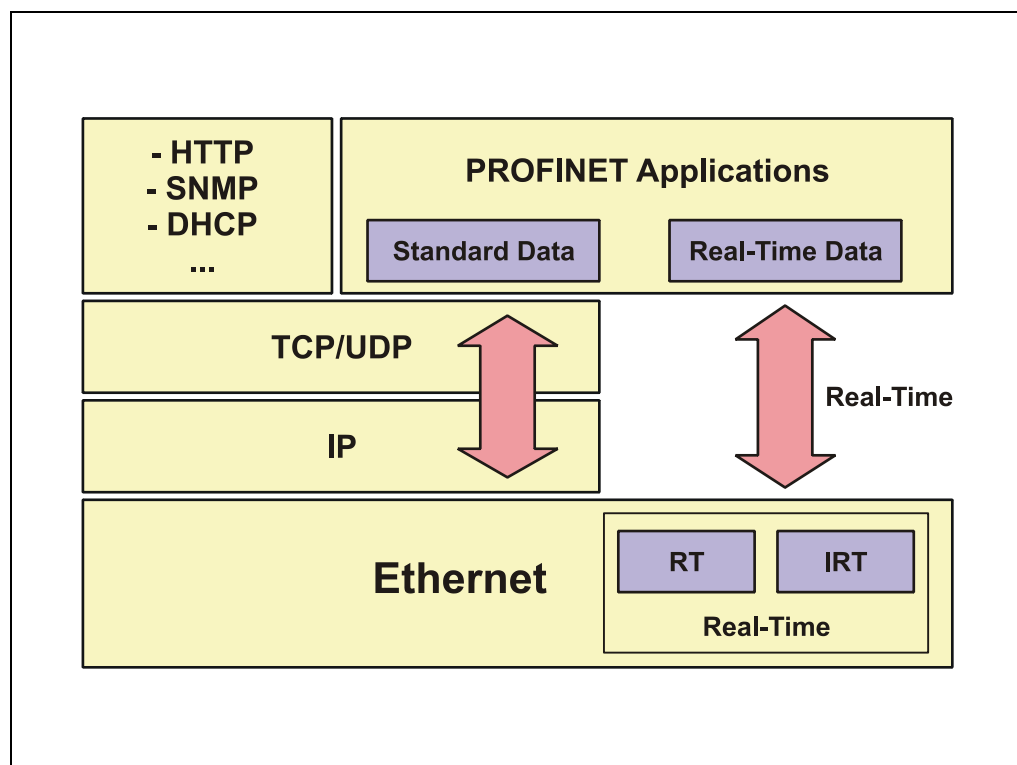 - HTTP
- SNMP
- DHCP
...
PROFINET Applications
Standard Data
Real-Time Data
TCP/UDP
Real-Time
IP
Ethernet
RT
IRT
Real-Time